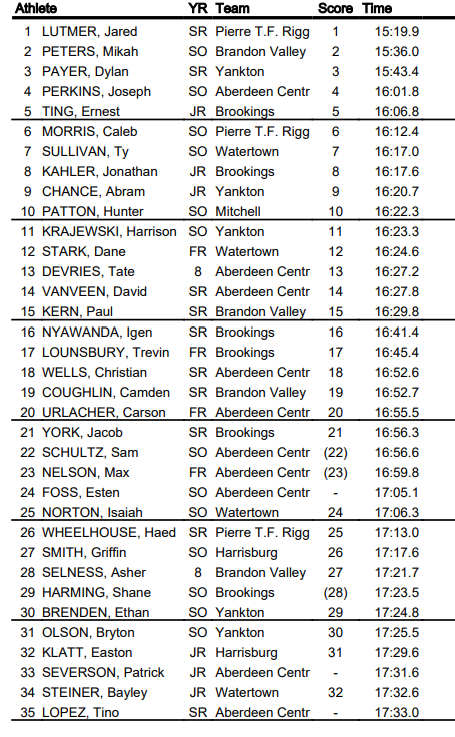 Athlete YR Team Score Time
1 LUTMER, Jared SR Pierre T.F. Rigg 1 15:19.9
2 PETERS, Mikah SO Brandon Valley 2 15:36.0
3 PAYER, Dylan SR Yankton 3 15:43.4
4 PERKINS, Joseph SO Aberdeen Centr 4 16:01.8
5 TING, Ernest JR Brookings 5 16:06.8
6 MORRIS, Caleb SO Pierre T.F. Rigg 6 16:12.4
7 SULLIVAN, Ty SO Watertown 7 16:17.0
8 KAHLER, Jonathan JR Brookings 8 16:17.6
9 CHANCE, Abram JR Yankton 9 16:20.7
10 PATTON, Hunter SO Mitchell 10 16:22.3
11 KRAJEWSKI, Harrison SO Yankton 11 16:23.3
12 STARK, Dane FR Watertown 12 16:24.6
13 DEVRIES, Tate 8 Aberdeen Centr 13 16:27.2
14 VANVEEN, David SR Aberdeen Centr 14 16:27.8
15 KERN, Paul SR Brandon Valley 15 16:29.8
16 NYAWANDA, Igen SR Brookings 16 16:41.4
17 LOUNSBURY, Trevin FR Brookings 17 16:45.4
18 WELLS, Christian SR Aberdeen Centr 18 16:52.6
19 COUGHLIN, Camden SR Brandon Valley 19 16:52.7
20 URLACHER, Carson FR Aberdeen Centr 20 16:55.5
21 YORK, Jacob SR Brookings 21 16:56.3
22 SCHULTZ, Sam SO Aberdeen Centr (22) 16:56.6
23 NELSON, Max FR Aberdeen Centr (23) 16:59.8
24 FOSS, Esten SO Aberdeen Centr - 17:05.1
25 NORTON, Isaiah SO Watertown 24 17:06.3
26 WHEELHOUSE, Haed SR Pierre T.F. Rigg 25 17:13.0
27 SMITH, Griffin SO Harrisburg 26 17:17.6
28 SELNESS, Asher 8 Brandon Valley 27 17:21.7
29 HARMING, Shane SO Brookings (28) 17:23.5
30 BRENDEN, Ethan SO Yankton 29 17:24.8
31 OLSON, Bryton SO Yankton 30 17:25.5
32 KLATT, Easton JR Harrisburg 31 17:29.6
33 SEVERSON, Patrick JR Aberdeen Centr - 17:31.6
34 STEINER, Bayley JR Watertown 32 17:32.6
35 LOPEZ, Tino SR Aberdeen Centr - 17:33.0